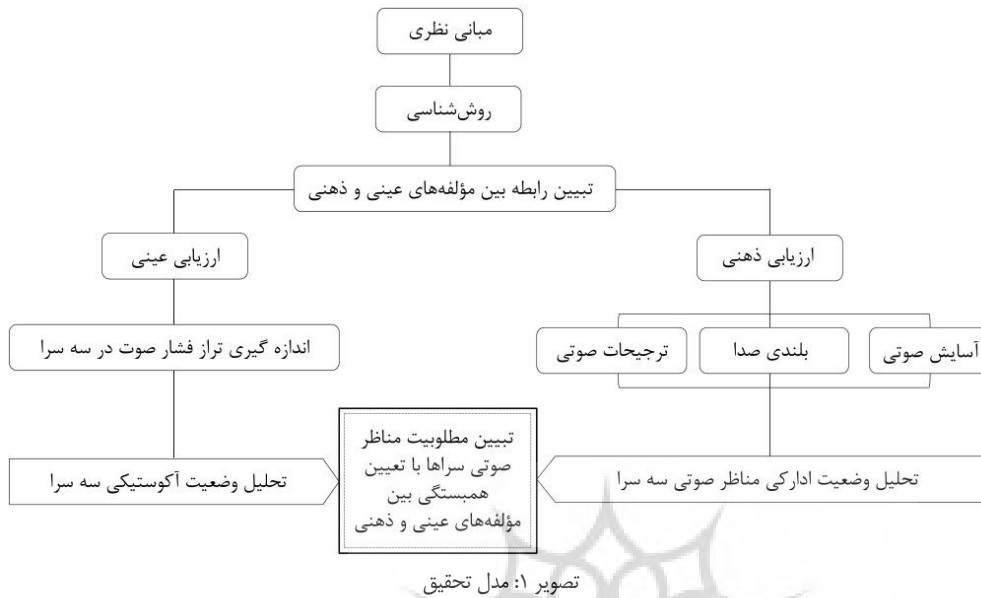 مبانی نظری
روش‌شناسی
تبیین رابطه بین مؤلفه‌های عینی و ذهنی
ارزیابی ذهنی
ارزیابی عینی
آسایش صوتی
بلندی صدا
ترجیحات صوتی
اندازه گیری تراز فشار صوت در سه سرا
تحلیل وضعیت ادارکی مناظر صوتی سه سرا
تبیین مطلوبیت مناظر
صوتی سراها با تعیین
همبستگی بین
مؤلفه‌های عینی و ذهنی
تحلیل وضعیت آکوستیکی سه سرا
تصویر ۱: مدل تحقیق